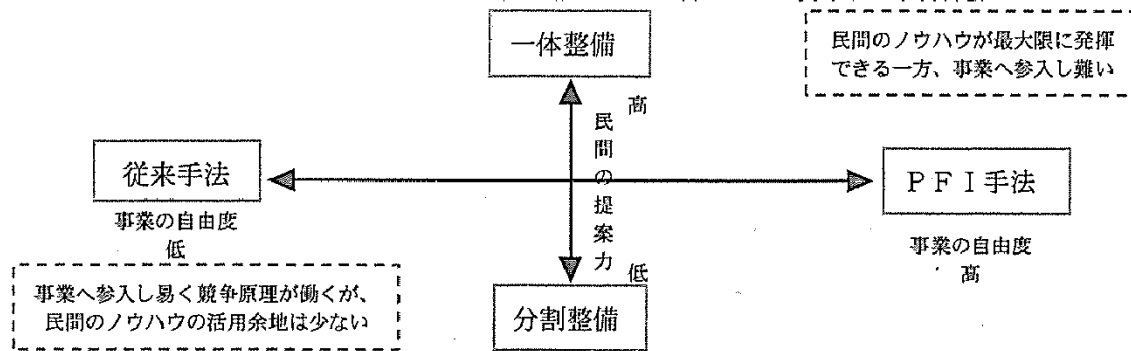 一体整備
民間のノウハウが最大限に発揮
できる一方、事業へ参入し難い
高
民間の提案力
従来手法
ＰＦＩ手法
事業の自由度
低
事業の自由度
高
低
事業へ参入し易く競争原理が働くが、
民間のノウハウの活用余地は少ない
分割整備